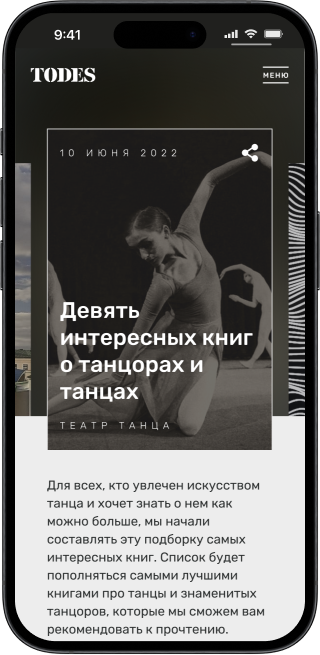 9:41
TODES
МЕНЮ
10 ИЮНЯ 2022
Девять
интересных книг
о танцорах и
танцах
ТЕАТР ТАНЦА
Для всех, кто увлечен искусством
танца и хочет знать о нем как
можно больше, мы начали
составлять эту подборку самых
интересных книг. Список будет
пополняться самыми лучшими
книгами про танцы и знаменитых
танцоров, которые мы сможем вам
рекомендовать к прочтению.